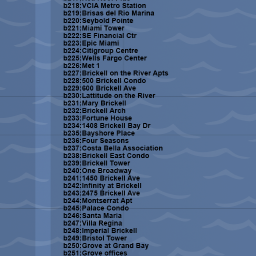 b218;VCIA Metro Station
b219;Brisas del Rio Marina
b220;Seybold Pointe
b221;Miami Tower
b222;SE Financial Ctr
b223;Epic Miami
b224;Citigroup Centre
b225;Wells Fargo Center
b226;Met 1
b227;Brickell on the River Apts
b228;500 Brickell Condo
b229;600 Brickell Ave
b230;Lattitude on the River
b231;Mary Brickell
b232;Brickell Arch
b233;Fortune House
b234;1408 Brickell Bay Dr
b235;Bayshore Place
b236;Four Seasons
b237;Costa Bella Association
b238;Brickell East Condo
b239;Brickell Tower
b240;One Broadway
b241;1450 Brickell Ave
b242;Infinity at Brickell
b243;2475 Brickell Ave
b244;Montserrat Apt
b245;Palace Condo
b246;Santa Maria
b247;Villa Regina
b248;Imperial Brickell
b249;Bristol Tower
b250;Grove at Grand Bay
b251;Grove offices